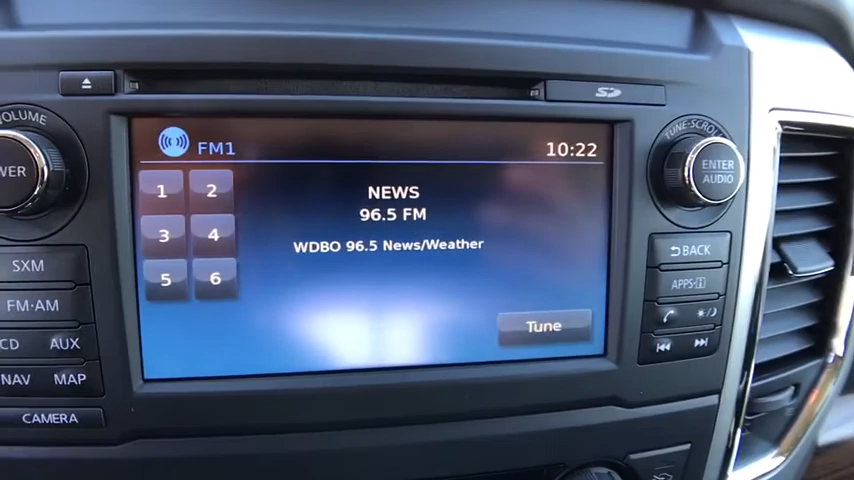 SD
VOLUME
TUNE·SCROLL
POWER
FM1
10:22
ENTER
AUDIO
1 2
NEWS
96.5 FM
3 4
WDBO 96.5 News/Weather
BACK
SXM
5 6
APPS·i
FM·AM
Tune
CD AUX
NAV MAP
CAMERA